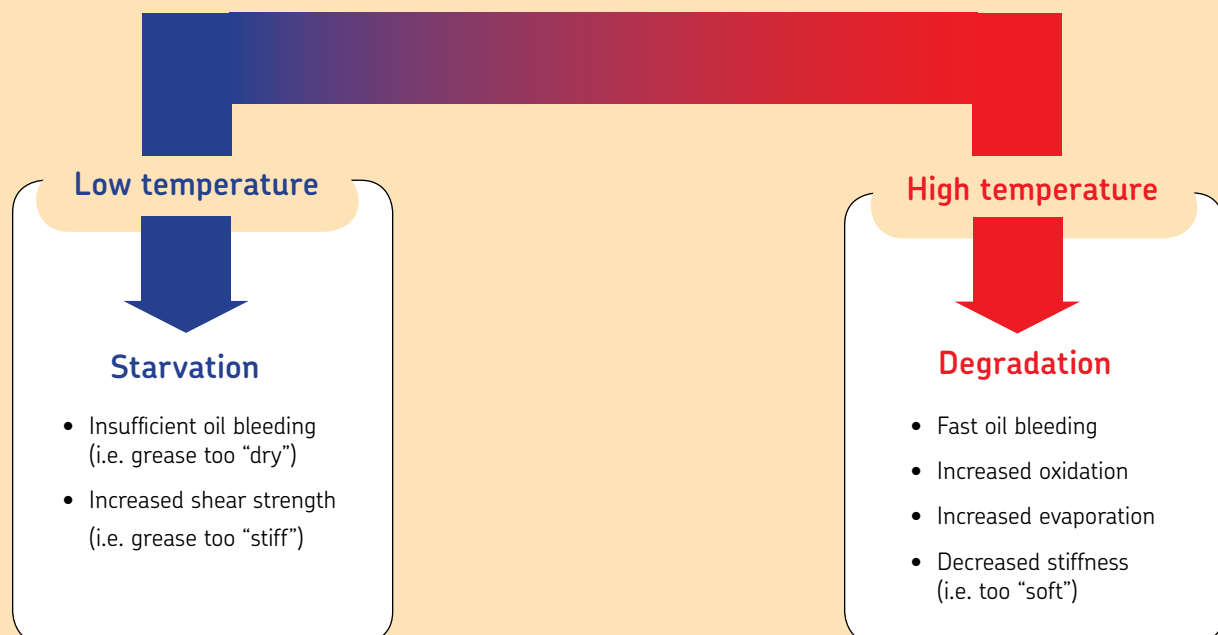 Low temperature
Starvation
• Insufficient oil bleeding
(i.e. grease too “dry”)
• Increased shear strength
(i.e. grease too “stiff”)
High temperature
Degradation
• Fast oil bleeding
• Increased oxidation
• Increased evaporation
• Decreased stiffness
(i.e. too “soft”)